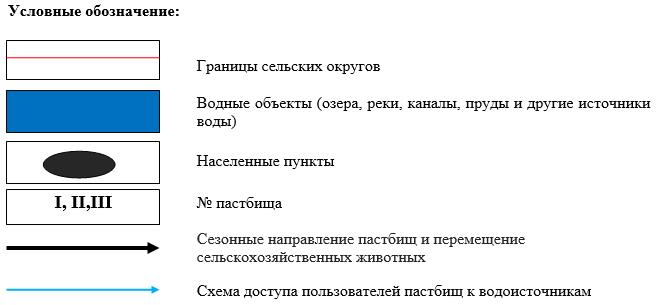 Условные обозначение:
Границы сельских округов
Водные объекты (озера, реки, каналы, пруды и другие источники
воды)
Населенные пункты
I, II,III
№ пастбища
Сезонные направление пастбищ и перемещение
сельскохозяйственных животных
Схема доступа пользователей пастбищ к водоисточникам